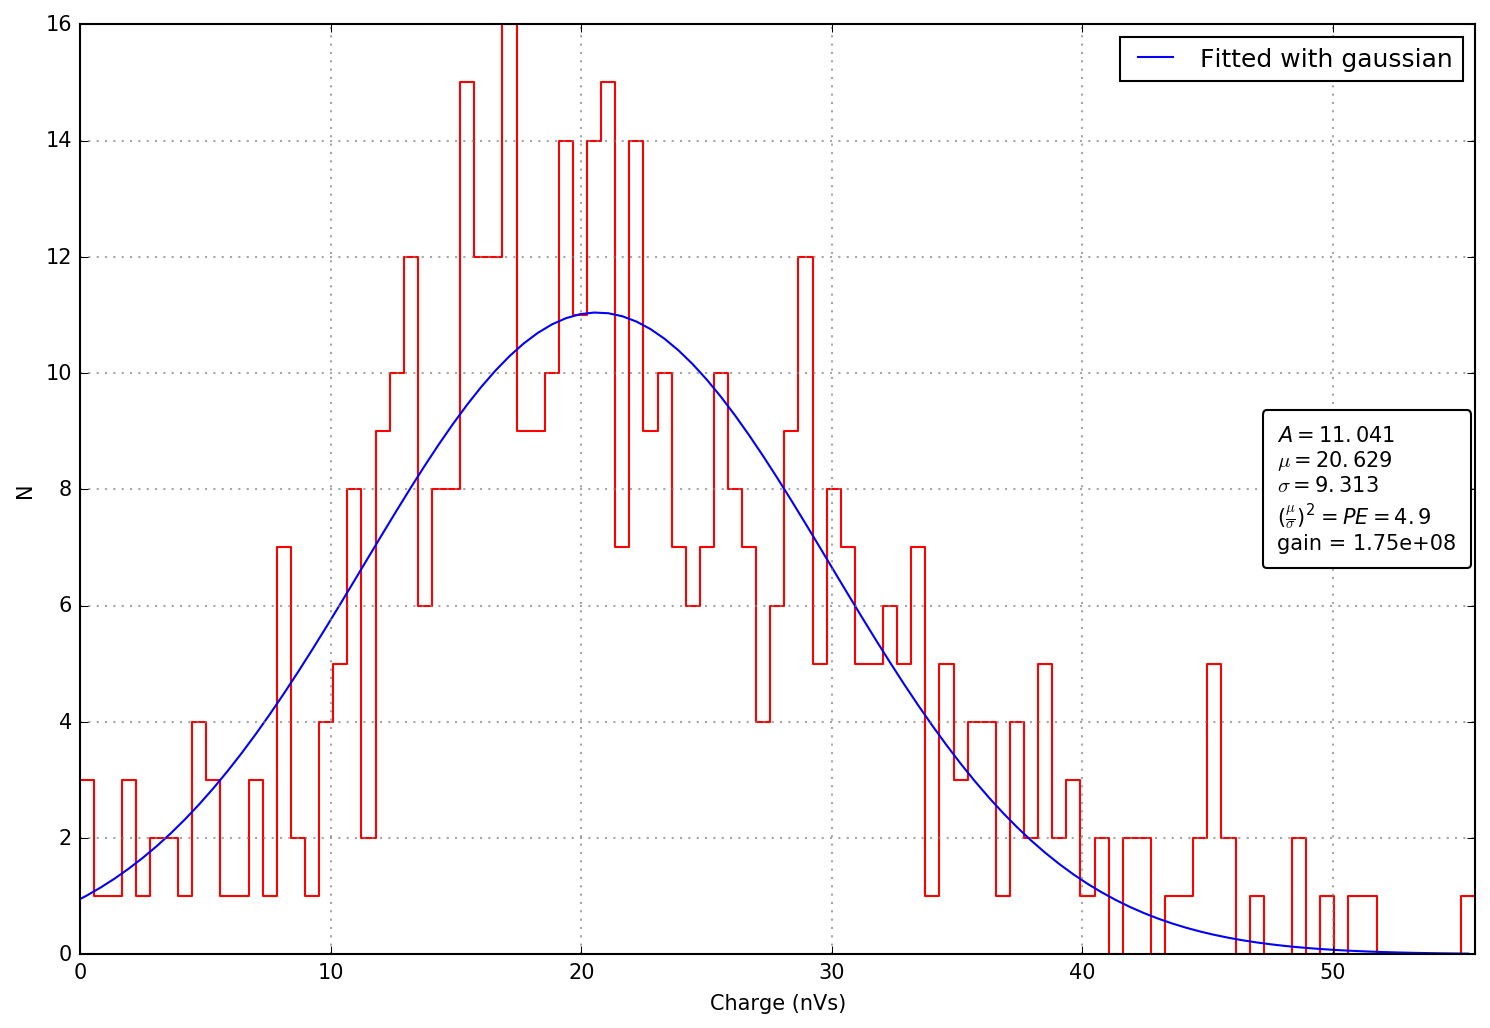 16
14
12
10
8
6
4
2
0
N
Fitted with gaussian
A = 11.041
μ = 20.629
σ = 9.313
(μ/σ)² = PE = 4.9
gain = 1.75e+08
0 10 20 30 40 50
Charge (nVs)